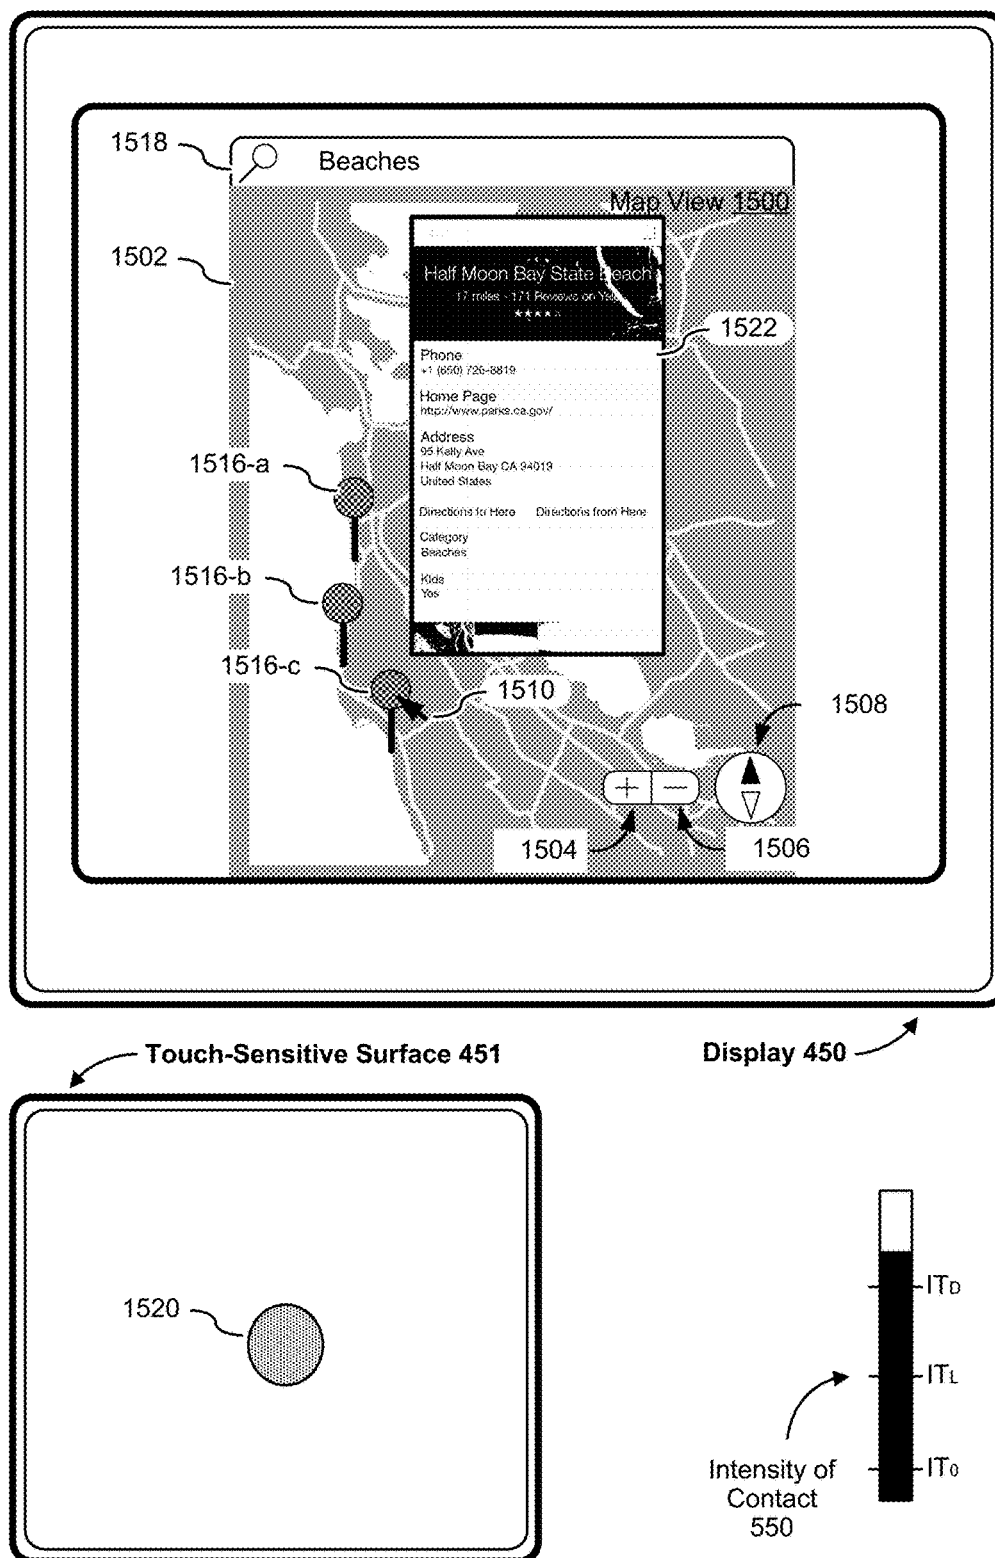 1518
Beaches
Map View 1500
1502
Half Moon Bay State Beach
17 miles - 171 Reviews on Yelp
★★★★☆
1522
Phone
+1 (650) 726-8819
Home Page
http://www.parks.ca.gov/
Address
95 Kelly Ave
Half Moon Bay CA 94019
United States
1516-a
Directions to Here Directions from Here
Category
Beaches
1516-b
Kids
Yes
1516-c
1510
1508
+ −
1504
1506
Touch-Sensitive Surface 451
Display 450
1520
ITD
ITL
IT0
Intensity of
Contact
550